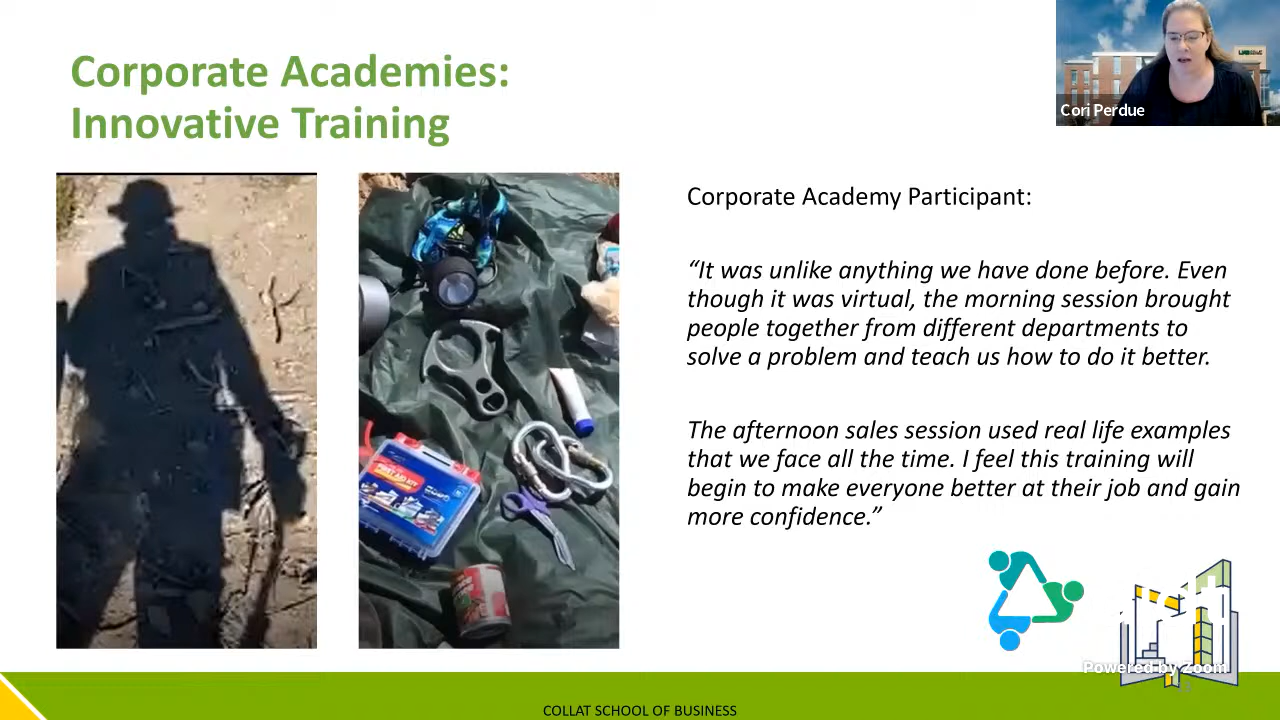 Corporate Academies:
Innovative Training
Cori Perdue
Corporate Academy Participant:
“It was unlike anything we have done before. Even
though it was virtual, the morning session brought
people together from different departments to
solve a problem and teach us how to do it better.
The afternoon sales session used real life examples
that we face all the time. I feel this training will
begin to make everyone better at their job and gain
more confidence.”
FIRST AID KIT
Powered by Zoom
COLLAT SCHOOL OF BUSINESS